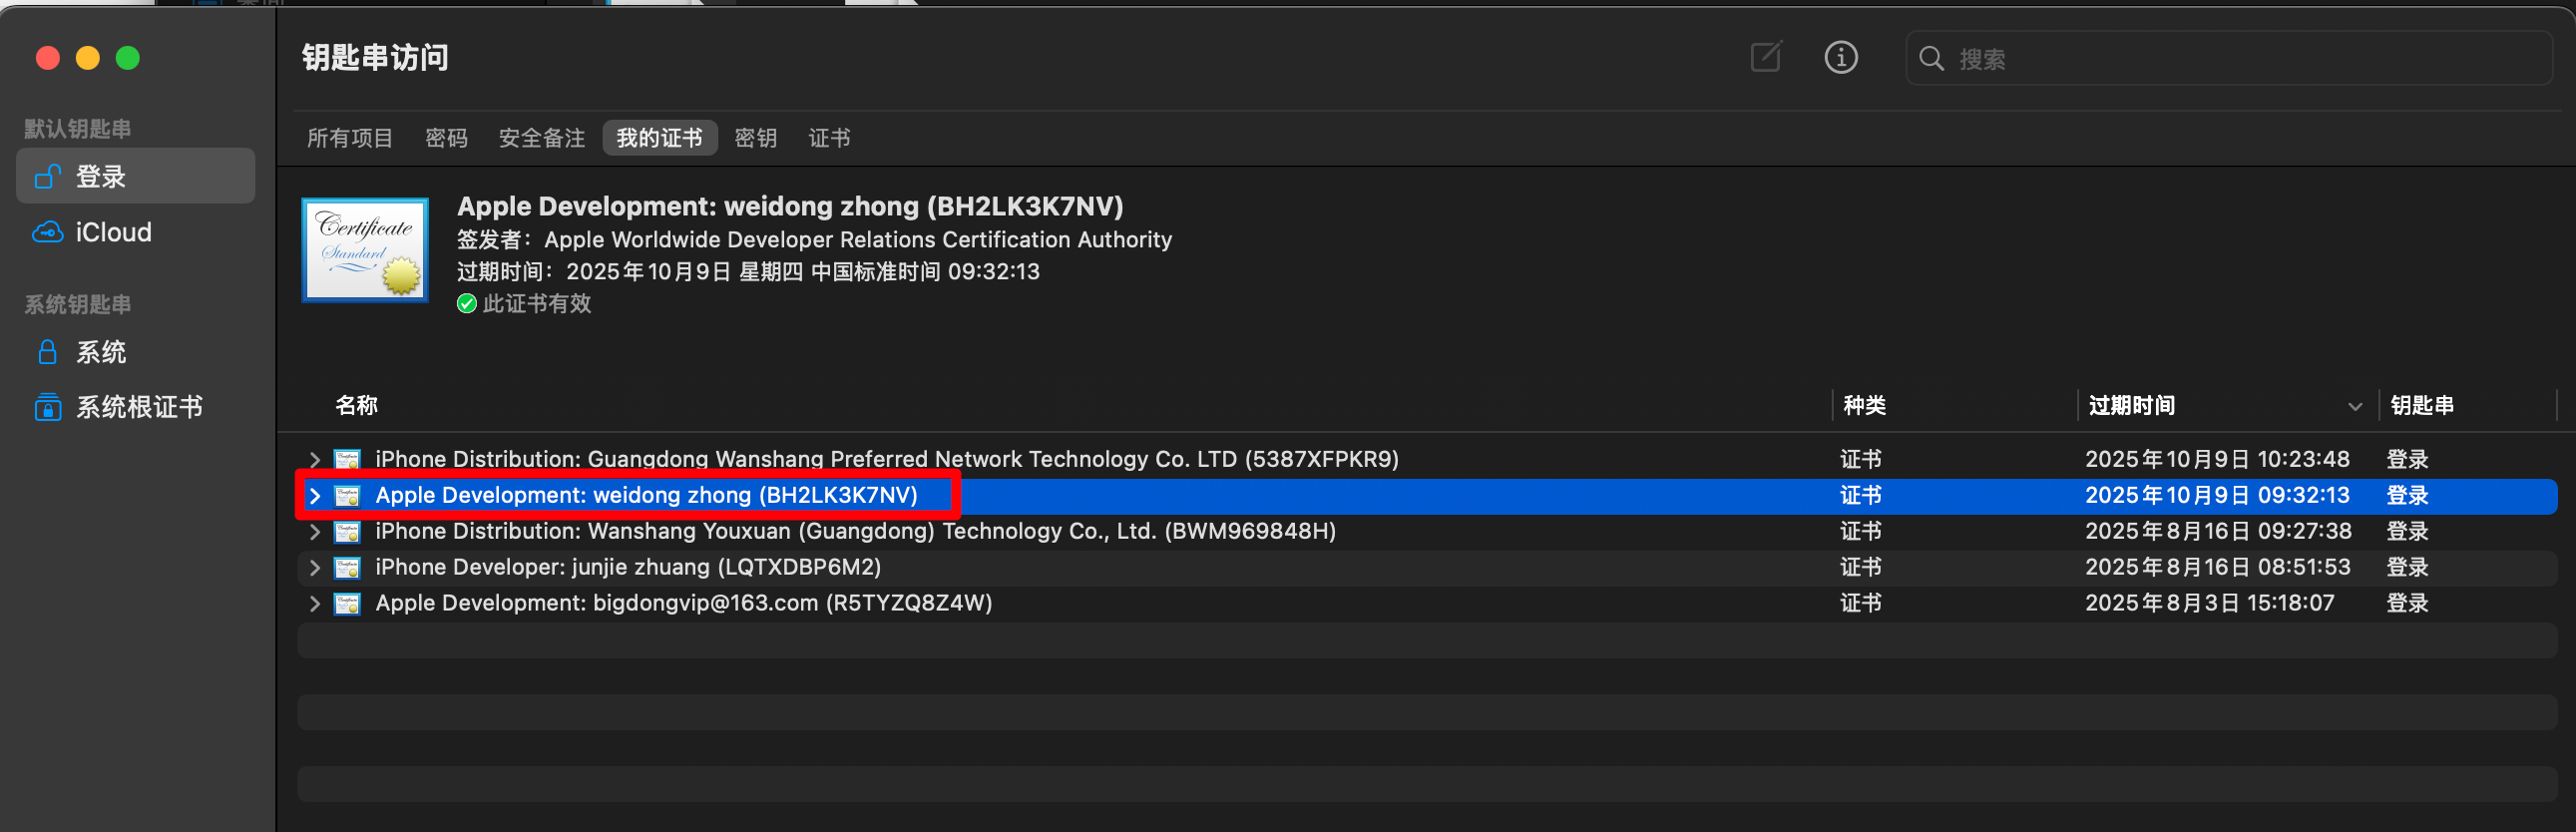 钥匙串访问
搜索
默认钥匙串
登录
iCloud
系统钥匙串
系统
系统根证书
所有项目 密码 安全备注 我的证书 密钥 证书
Certificate
Standard
Apple Development: weidong zhong (BH2LK3K7NV)
签发者：Apple Worldwide Developer Relations Certification Authority
过期时间：2025年10月9日 星期四 中国标准时间 09:32:13
此证书有效
名称 种类 过期时间 钥匙串
iPhone Distribution: Guangdong Wanshang Preferred Network Technology Co. LTD (5387XFPKR9) 证书 2025年10月9日 10:23:48 登录
Apple Development: weidong zhong (BH2LK3K7NV) 证书 2025年10月9日 09:32:13 登录
iPhone Distribution: Wanshang Youxuan (Guangdong) Technology Co., Ltd. (BWM969848H) 证书 2025年8月16日 09:27:38 登录
iPhone Developer: junjie zhuang (LQTXDBP6M2) 证书 2025年8月16日 08:51:53 登录
Apple Development: bigdongvip@163.com (R5TYZQ8Z4W) 证书 2025年8月3日 15:18:07 登录